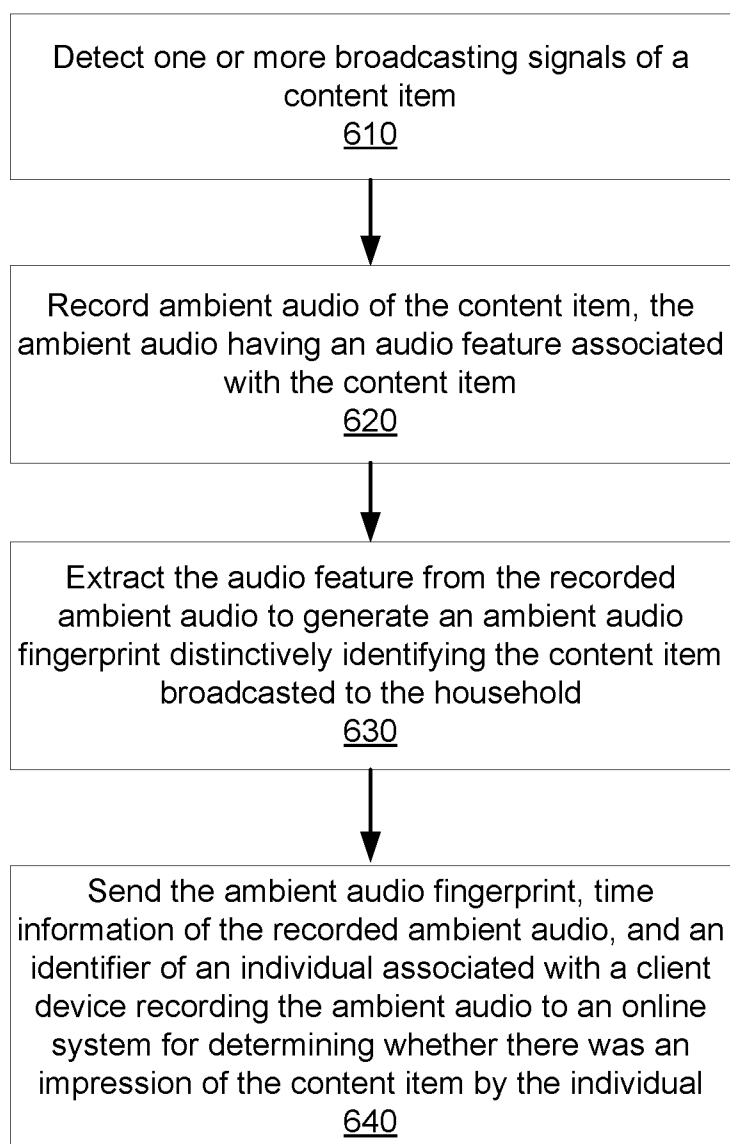 Detect one or more broadcasting signals of a
content item
610
Record ambient audio of the content item, the
ambient audio having an audio feature associated
with the content item
620
Extract the audio feature from the recorded
ambient audio to generate an ambient audio
fingerprint distinctively identifying the content item
broadcasted to the household
630
Send the ambient audio fingerprint, time
information of the recorded ambient audio, and an
identifier of an individual associated with a client
device recording the ambient audio to an online
system for determining whether there was an
impression of the content item by the individual
640